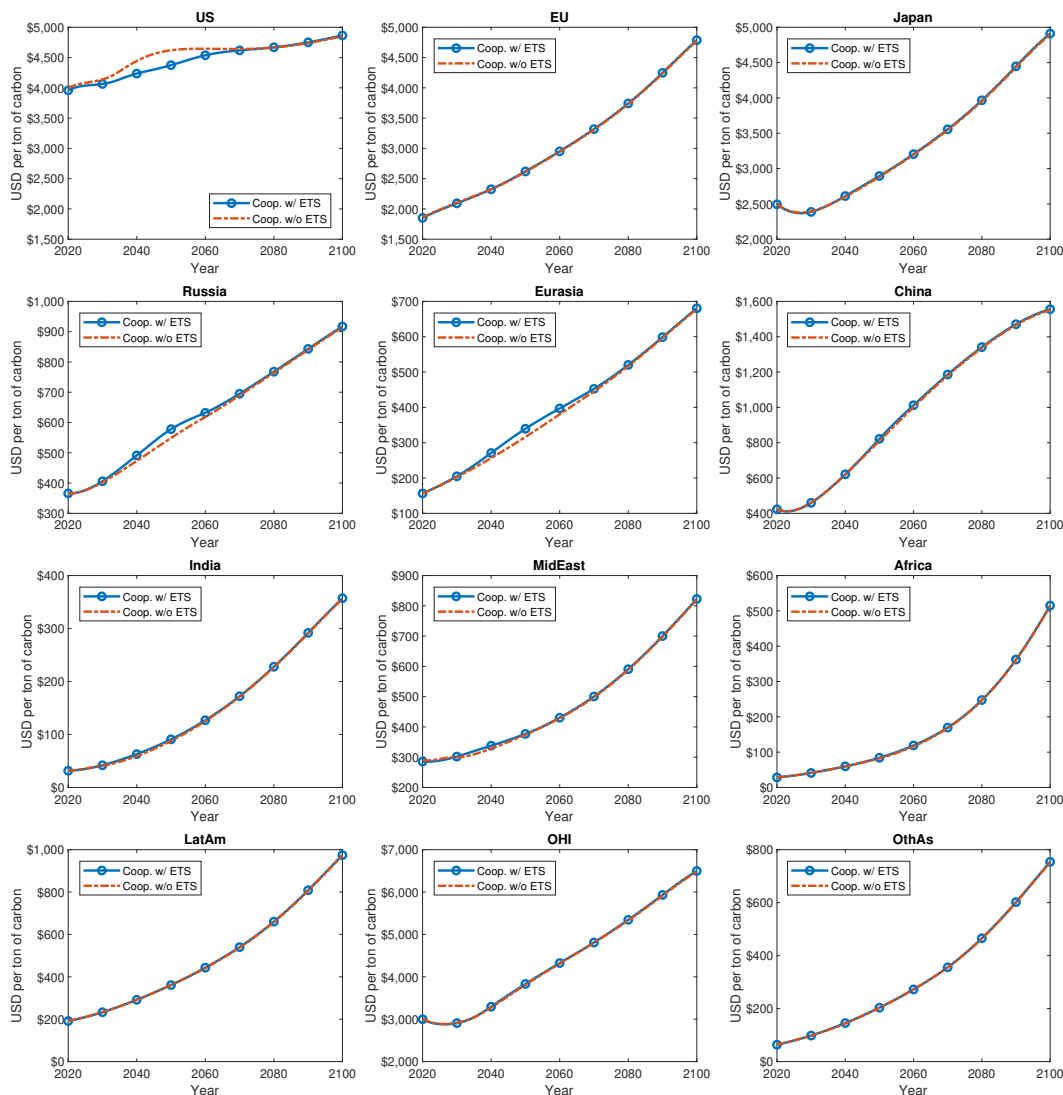 US
USD per ton of carbon
$5,000
$4,500
$4,000
$3,500
$3,000
$2,500
$2,000
$1,500
Coop. w/ ETS
Coop. w/o ETS
2020 2040 2060 2080 2100
Year
EU
USD per ton of carbon
$5,000
$4,500
$4,000
$3,500
$3,000
$2,500
$2,000
$1,500
Coop. w/ ETS
Coop. w/o ETS
2020 2040 2060 2080 2100
Year
Japan
USD per ton of carbon
$5,000
$4,500
$4,000
$3,500
$3,000
$2,500
$2,000
Coop. w/ ETS
Coop. w/o ETS
2020 2040 2060 2080 2100
Year
Russia
USD per ton of carbon
$1,000
$900
$800
$700
$600
$500
$400
$300
Coop. w/ ETS
Coop. w/o ETS
2020 2040 2060 2080 2100
Year
Eurasia
USD per ton of carbon
$700
$600
$500
$400
$300
$200
$100
Coop. w/ ETS
Coop. w/o ETS
2020 2040 2060 2080 2100
Year
China
USD per ton of carbon
$1,600
$1,400
$1,200
$1,000
$800
$600
$400
Coop. w/ ETS
Coop. w/o ETS
2020 2040 2060 2080 2100
Year
India
USD per ton of carbon
$400
$300
$200
$100
$0
Coop. w/ ETS
Coop. w/o ETS
2020 2040 2060 2080 2100
Year
MidEast
USD per ton of carbon
$900
$800
$700
$600
$500
$400
$300
$200
Coop. w/ ETS
Coop. w/o ETS
2020 2040 2060 2080 2100
Year
Africa
USD per ton of carbon
$600
$500
$400
$300
$200
$100
$0
Coop. w/ ETS
Coop. w/o ETS
2020 2040 2060 2080 2100
Year
LatAm
USD per ton of carbon
$1,000
$800
$600
$400
$200
$0
Coop. w/ ETS
Coop. w/o ETS
2020 2040 2060 2080 2100
Year
OHI
USD per ton of carbon
$7,000
$6,000
$5,000
$4,000
$3,000
$2,000
Coop. w/ ETS
Coop. w/o ETS
2020 2040 2060 2080 2100
Year
OthAs
USD per ton of carbon
$800
$600
$400
$200
$0
Coop. w/ ETS
Coop. w/o ETS
2020 2040 2060 2080 2100
Year